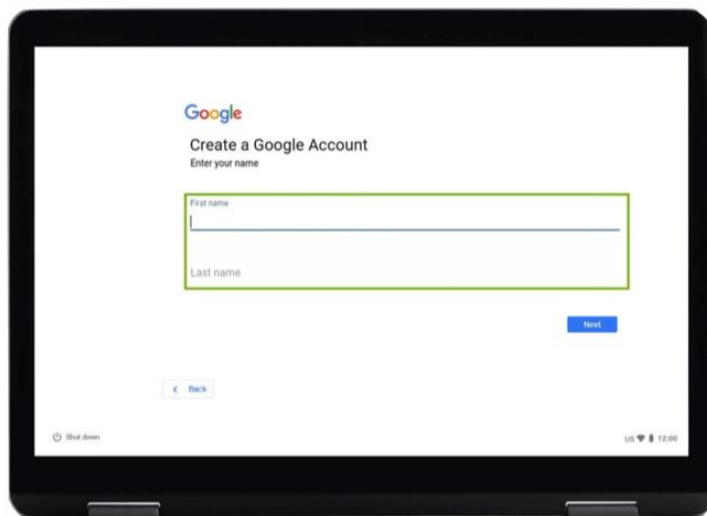 Google
Create a Google Account
Enter your name
First name
Last name
Next
Back
Shut down
US 12:00